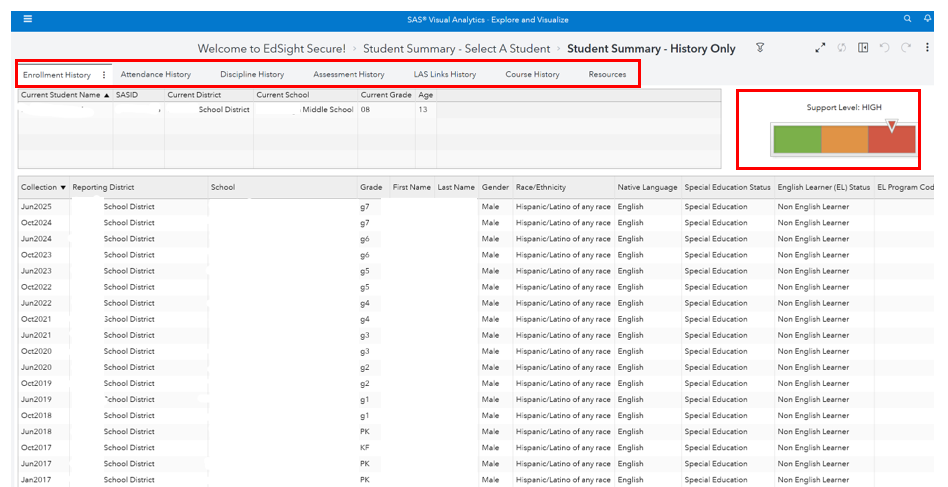 SAS® Visual Analytics - Explore and Visualize
Welcome to EdSight Secure! › Student Summary - Select A Student › Student Summary - History Only
Enrollment History Attendance History Discipline History Assessment History LAS Links History Course History Resources
Current Student Name ▲ SASID Current District Current School Current Grade Age
School District Middle School 08 13
Support Level: HIGH
Collection ▼ Reporting District School Grade First Name Last Name Gender Race/Ethnicity Native Language Special Education Status English Learner (EL) Status EL Program Cod
Jun2025 School District g7 Male Hispanic/Latino of any race English Special Education Non English Learner
Oct2024 School District g7 Male Hispanic/Latino of any race English Special Education Non English Learner
Jun2024 School District g6 Male Hispanic/Latino of any race English Special Education Non English Learner
Oct2023 School District g6 Male Hispanic/Latino of any race English Special Education Non English Learner
Jun2023 School District g5 Male Hispanic/Latino of any race English Special Education Non English Learner
Oct2022 School District g5 Male Hispanic/Latino of any race English Special Education Non English Learner
Jun2022 School District g4 Male Hispanic/Latino of any race English Special Education Non English Learner
Oct2021 School District g4 Male Hispanic/Latino of any race English Special Education Non English Learner
Jun2021 School District g3 Male Hispanic/Latino of any race English Special Education Non English Learner
Oct2020 School District g3 Male Hispanic/Latino of any race English Special Education Non English Learner
Jun2020 School District g2 Male Hispanic/Latino of any race English Special Education Non English Learner
Oct2019 School District g2 Male Hispanic/Latino of any race English Special Education Non English Learner
Jun2019 School District g1 Male Hispanic/Latino of any race English Special Education Non English Learner
Oct2018 School District g1 Male Hispanic/Latino of any race English Special Education Non English Learner
Jun2018 School District PK Male Hispanic/Latino of any race English Special Education Non English Learner
Oct2017 School District KF Male Hispanic/Latino of any race English Special Education Non English Learner
Jun2017 School District PK Male Hispanic/Latino of any race English Special Education Non English Learner
Jan2017 School District PK Male Hispanic/Latino of any race English Special Education Non English Learner